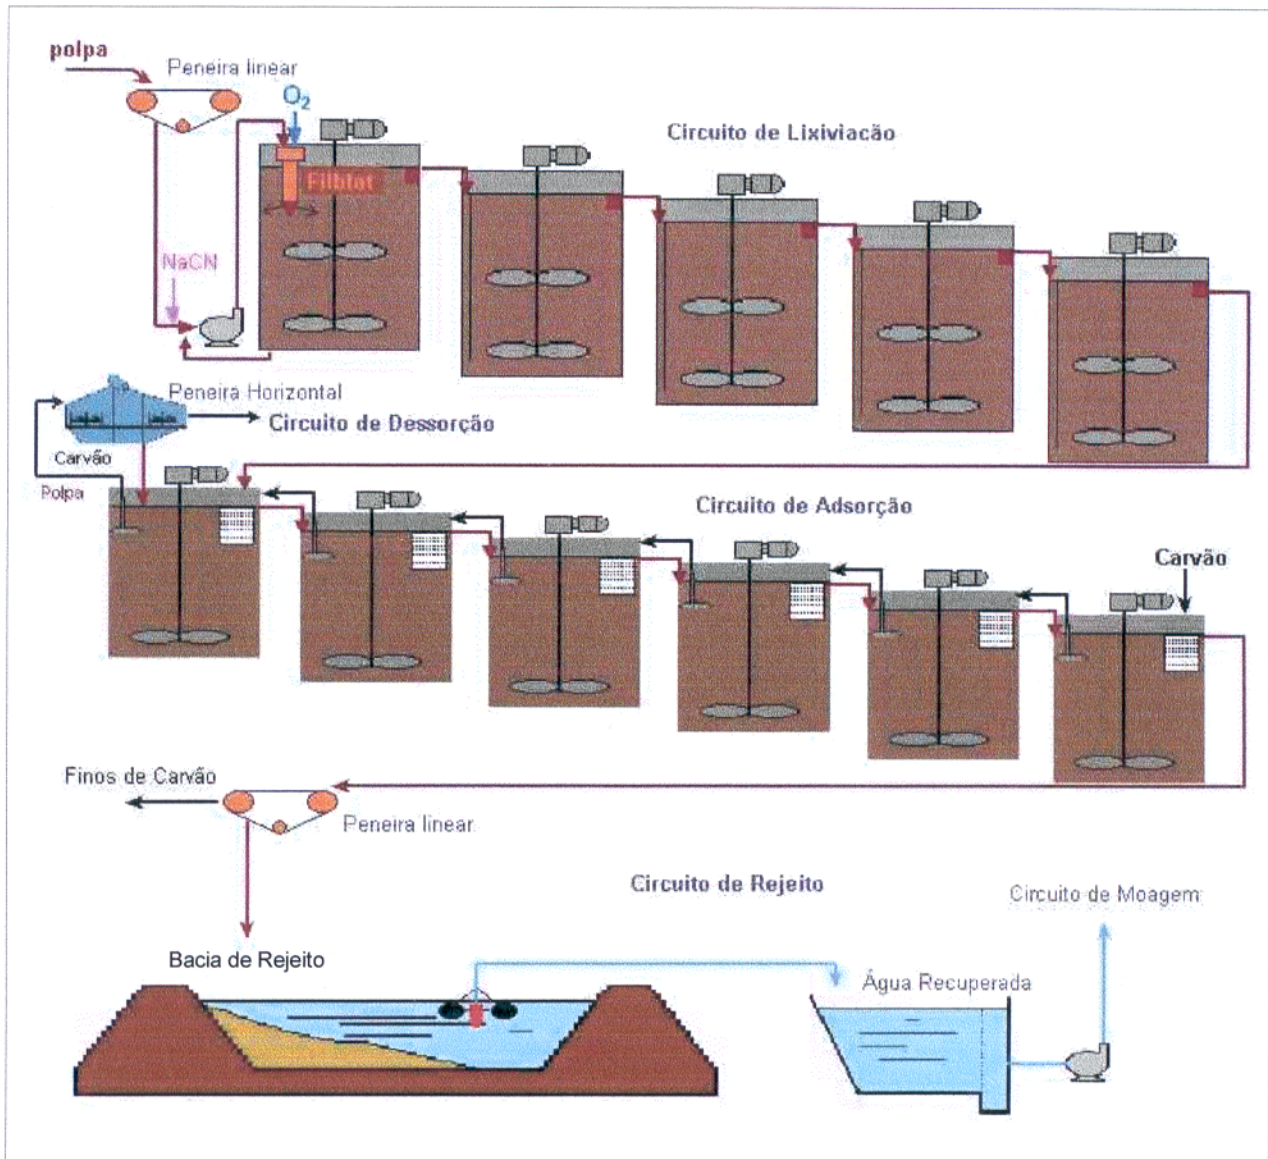 polpa
Peneira linear
O2
Circuito de Lixiviacão
Filblat
NaCN
Peneira Horizontal
Circuito de Dessorção
Carvão
Polpa
Circuito de Adsorção
Carvão
Finos de Carvão
Peneira linear
Circuito de Rejeito
Circuito de Moagem
Bacia de Rejeito
Água Recuperada